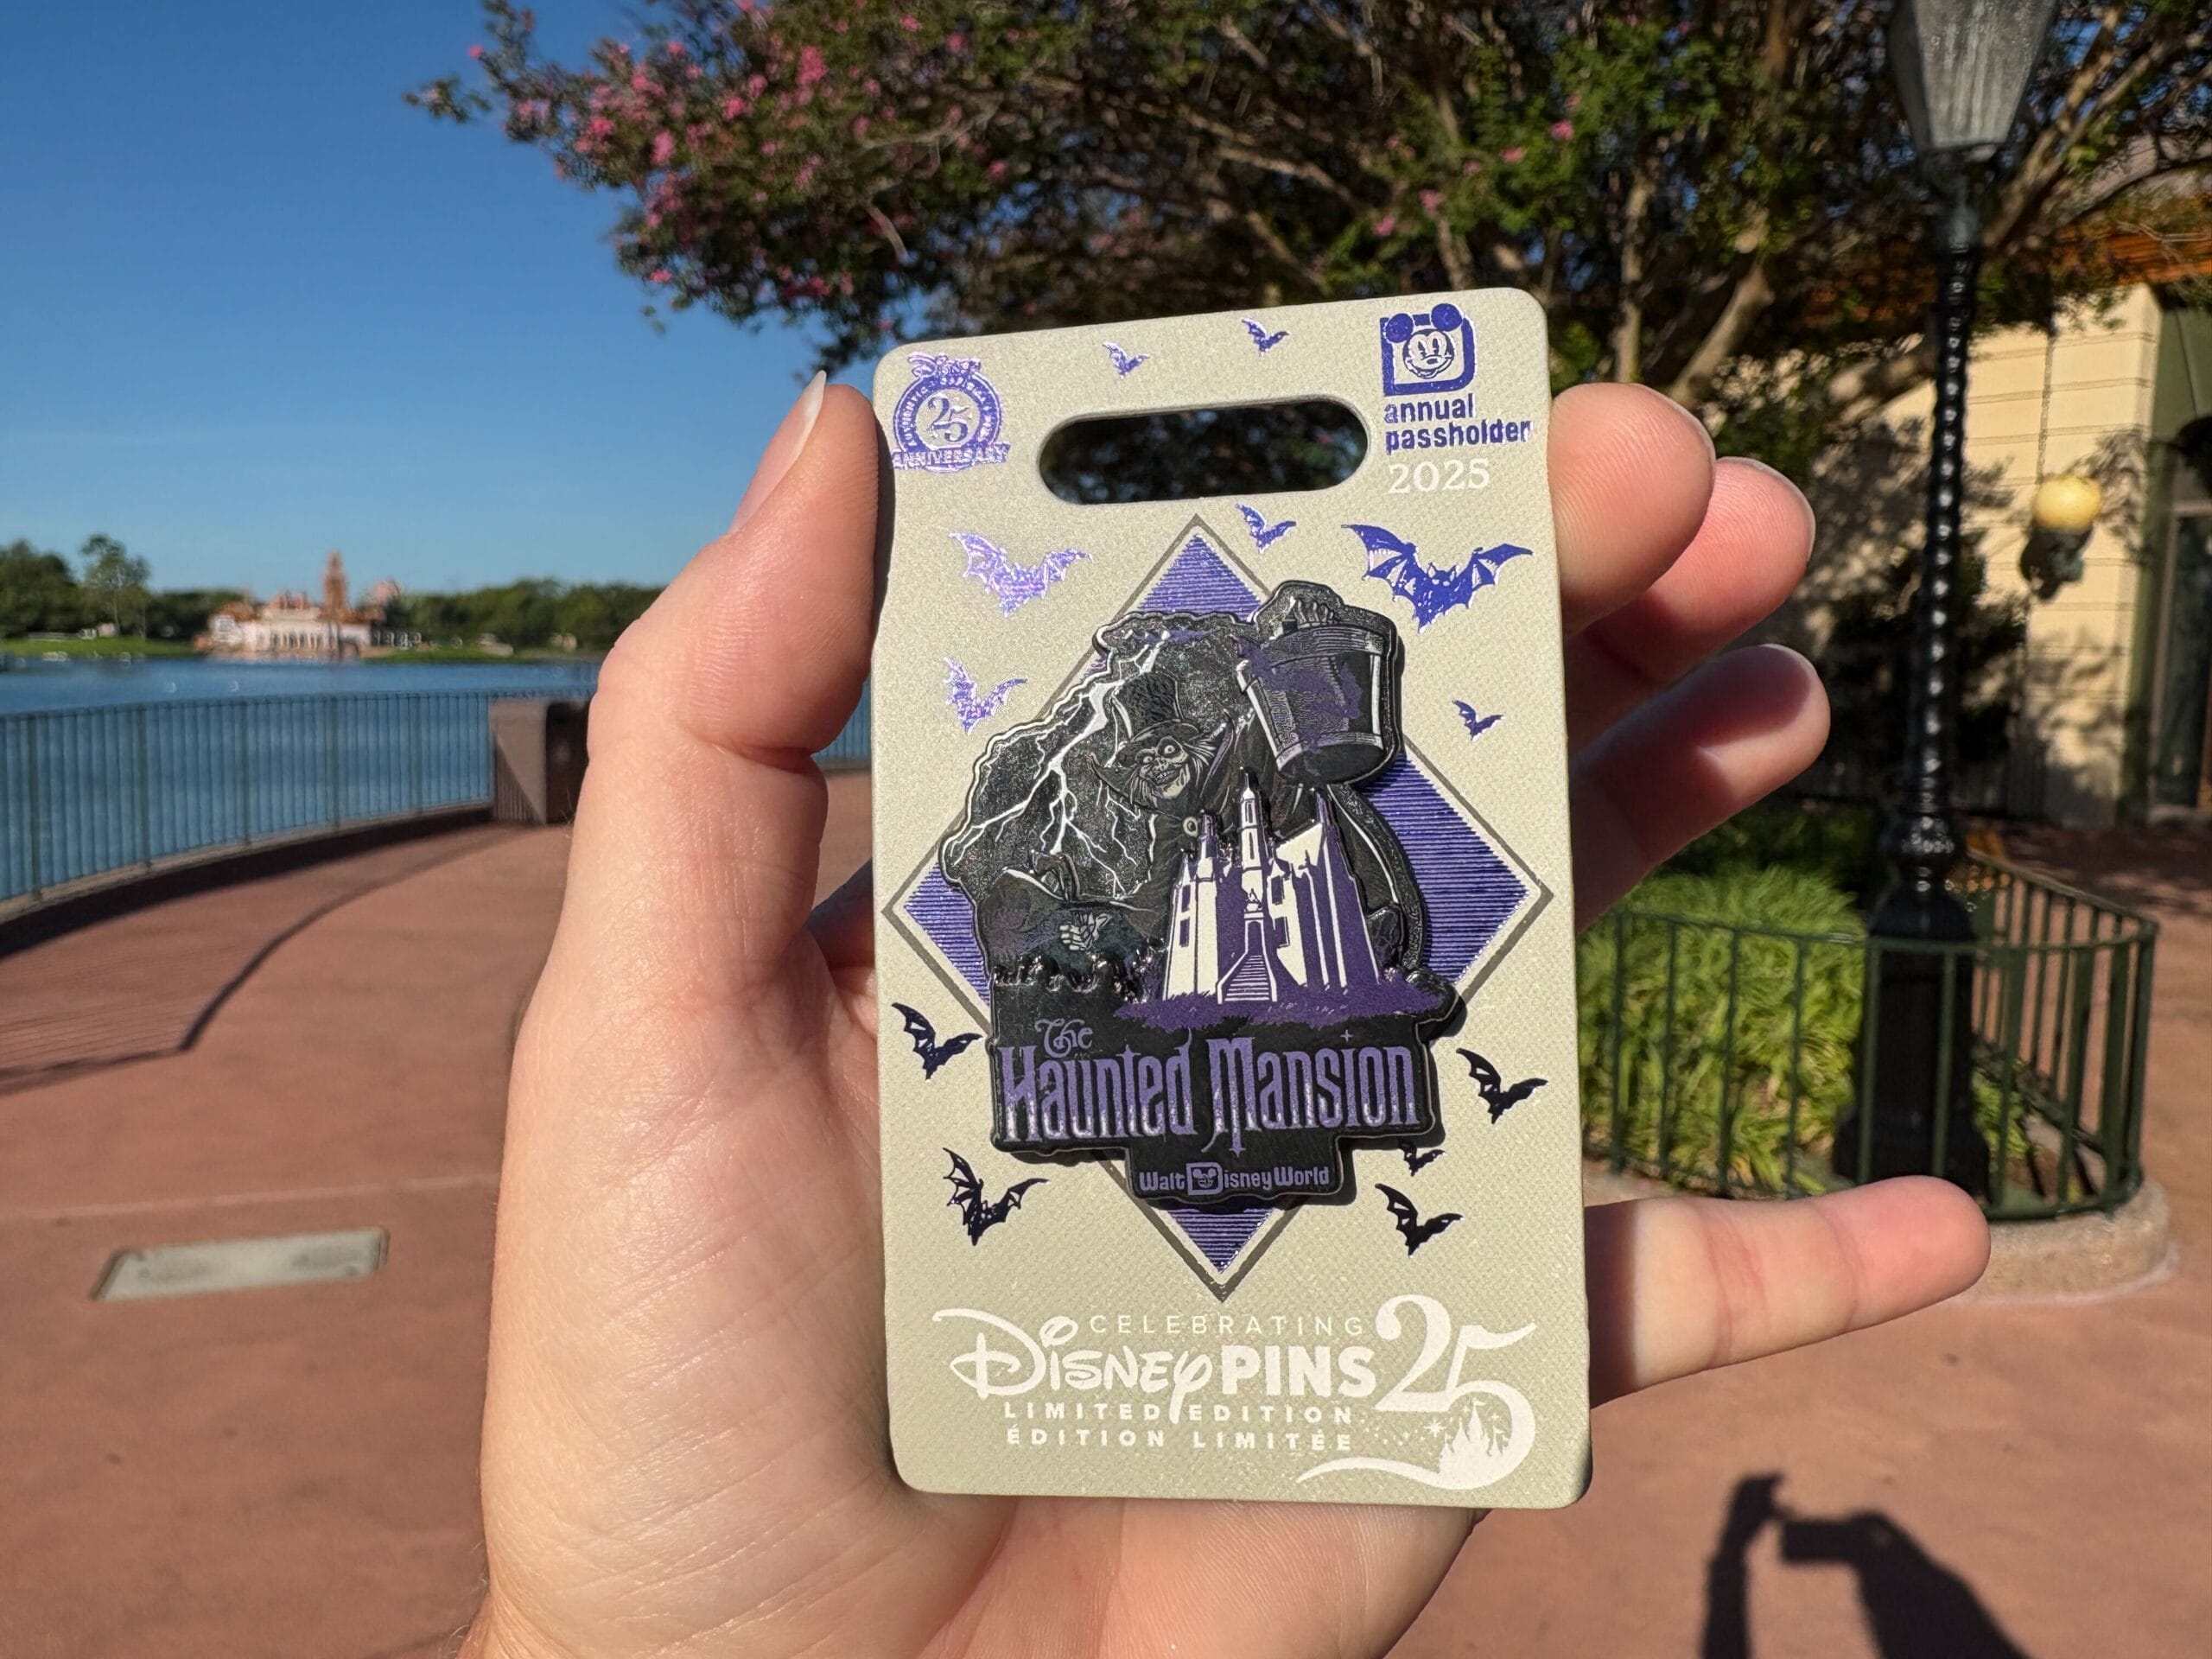 Disney
25
ANNIVERSARY
annual
passholder
2025
The
Haunted Mansion
Walt Disney World
CELEBRATING
Disney PINS 25
LIMITED EDITION
ÉDITION LIMITÉE